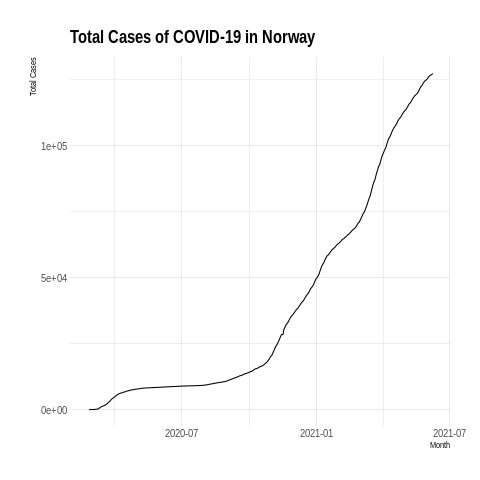 Total Cases of COVID-19 in Norway
Total Cases
1e+05
5e+04
0e+00
2020-07
2021-01
2021-07
Month